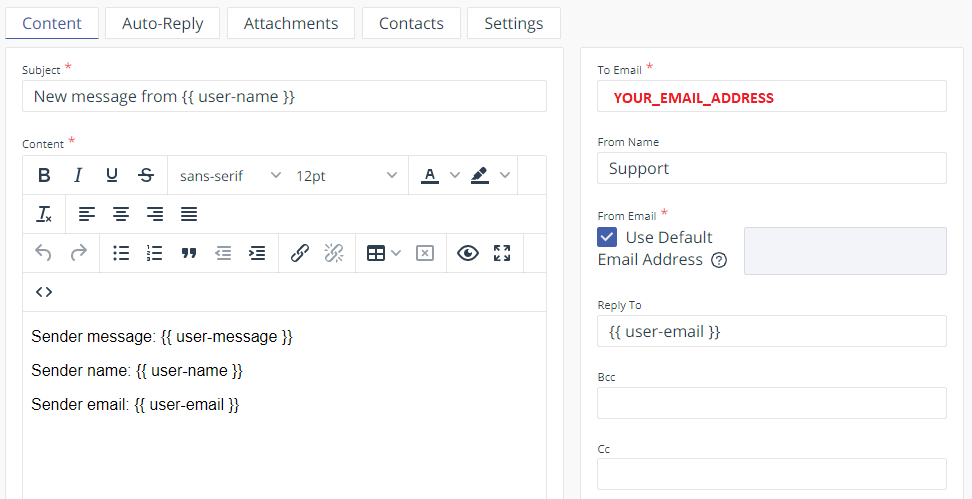 Content Auto-Reply Attachments Contacts Settings
Subject *
New message from {{ user-name }}
Content *
B I U S sans-serif 12pt A
Sender message: {{ user-message }}
Sender name: {{ user-name }}
Sender email: {{ user-email }}
To Email *
YOUR_EMAIL_ADDRESS
From Name
Support
From Email *
Use Default
Email Address ?
Reply To
{{ user-email }}
Bcc
Cc